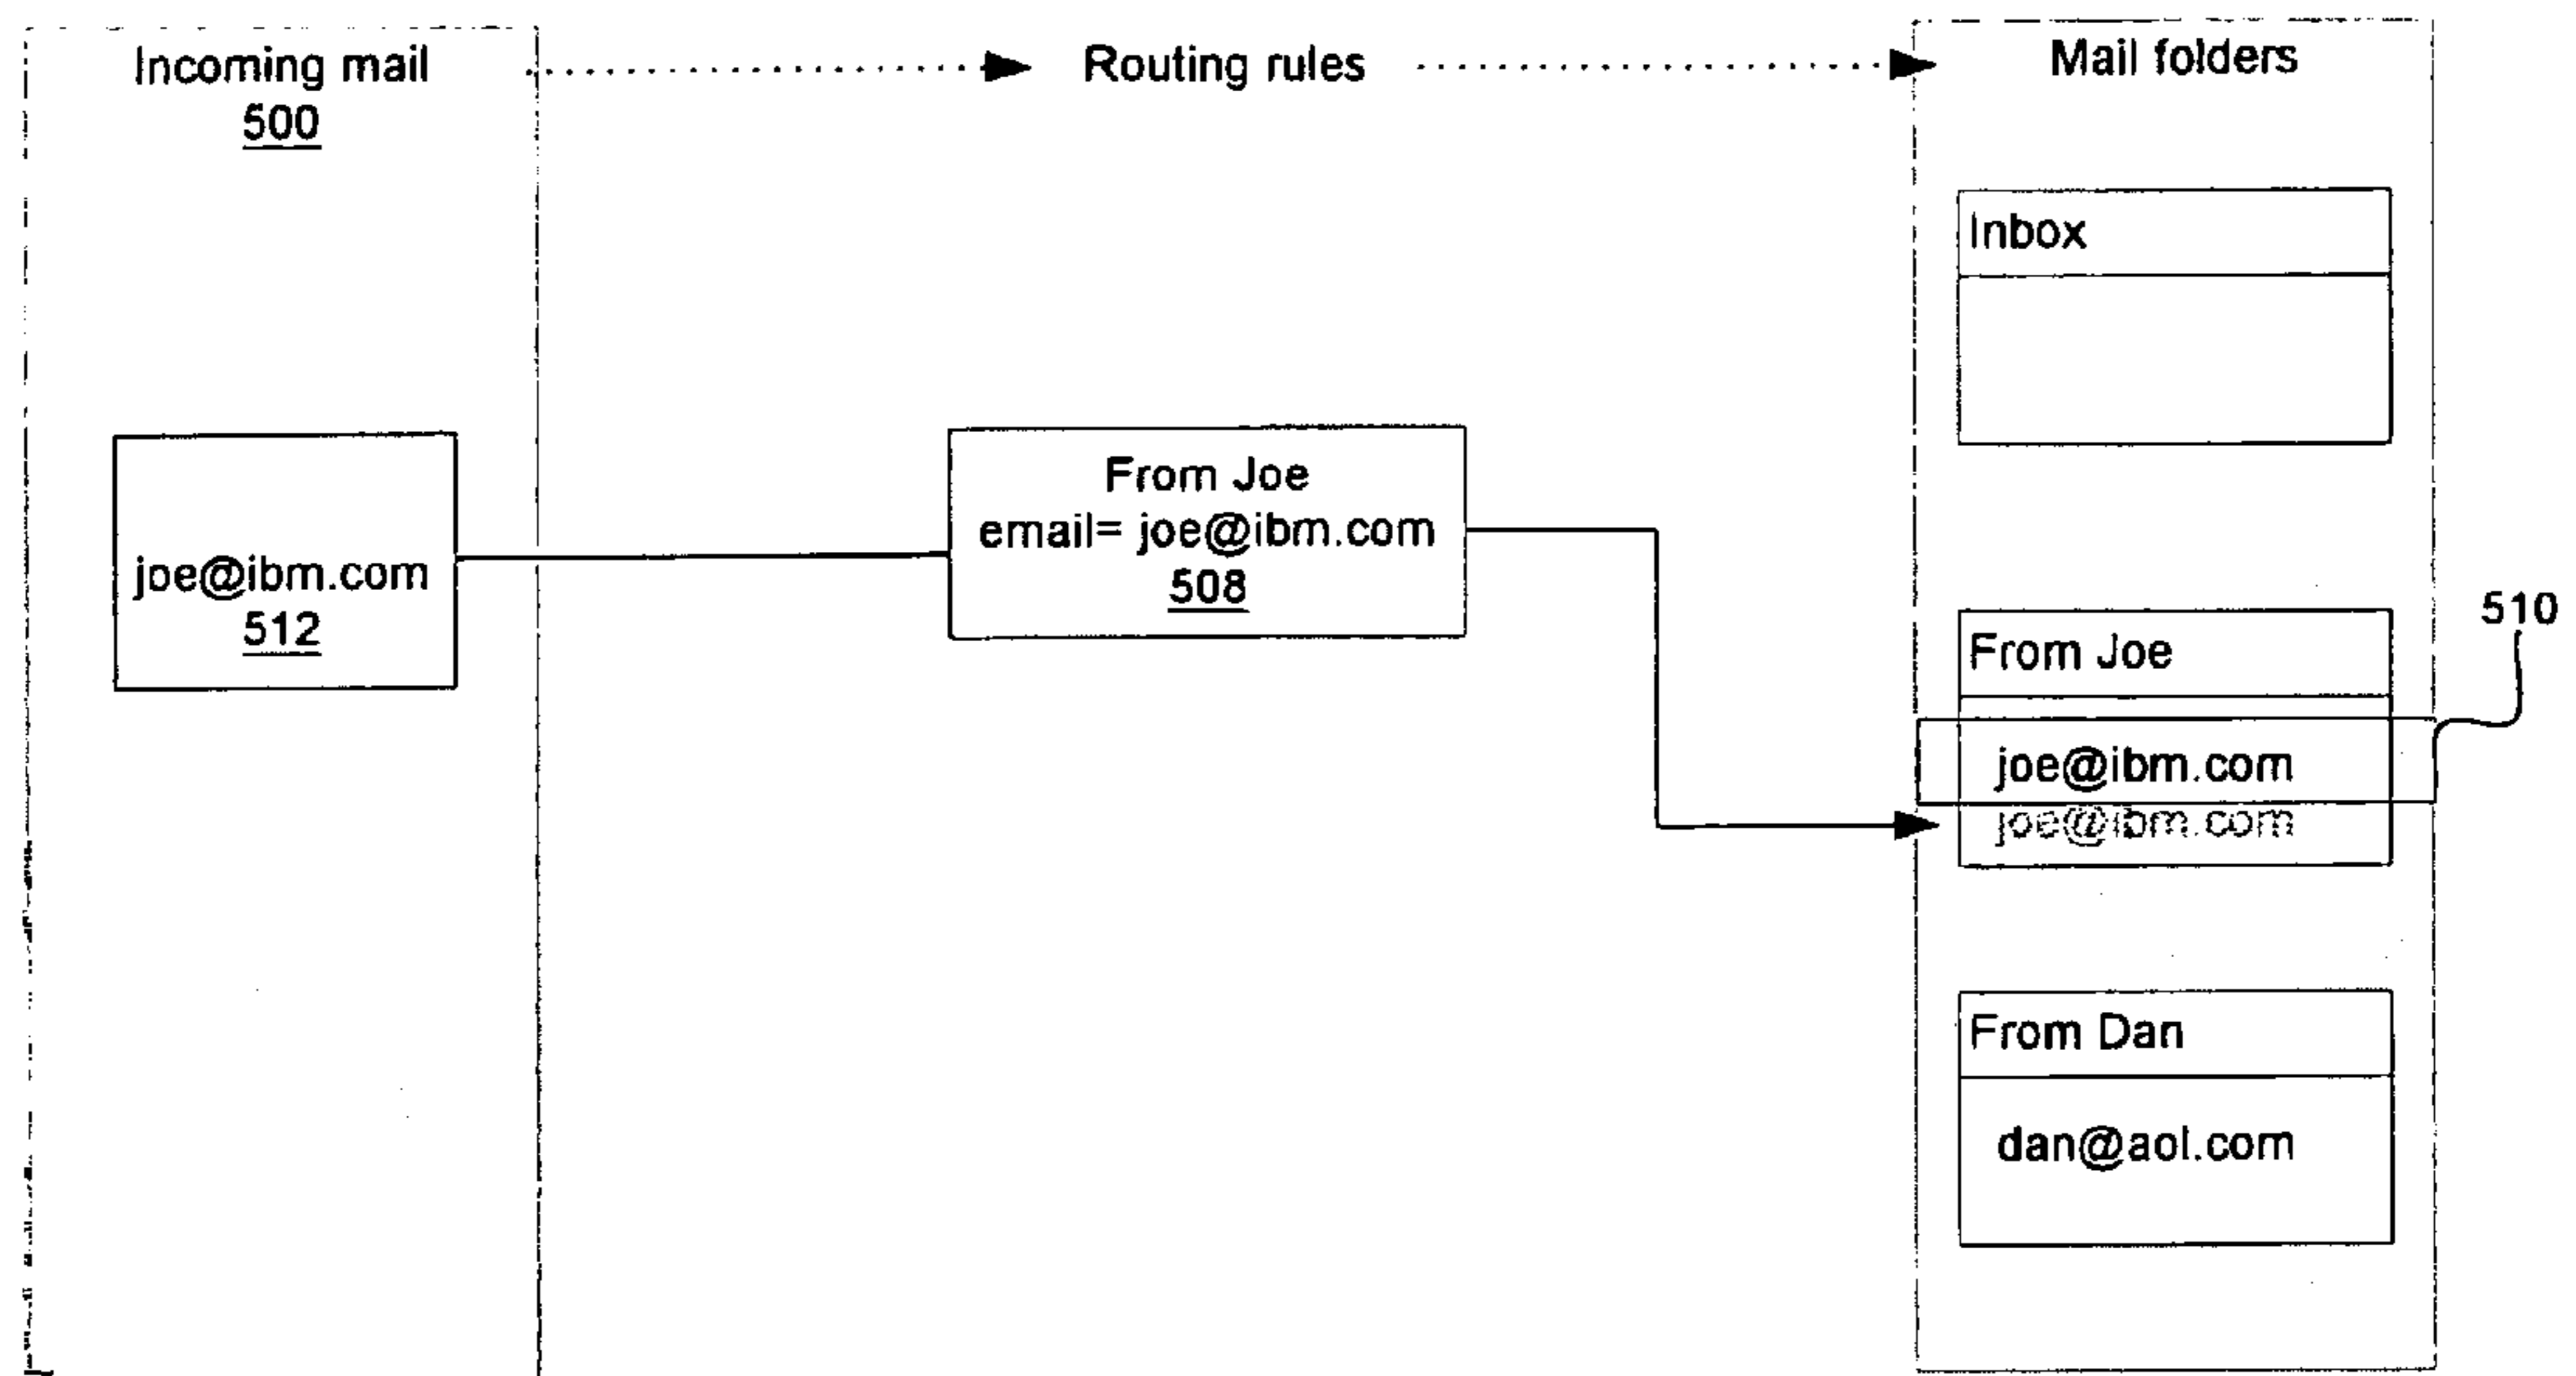 Incoming mail
500
Routing rules
Mail folders
Inbox
joe@ibm.com
512
From Joe
email= joe@ibm.com
508
From Joe
joe@ibm.com
joe@ibm.com
510
From Dan
dan@aol.com